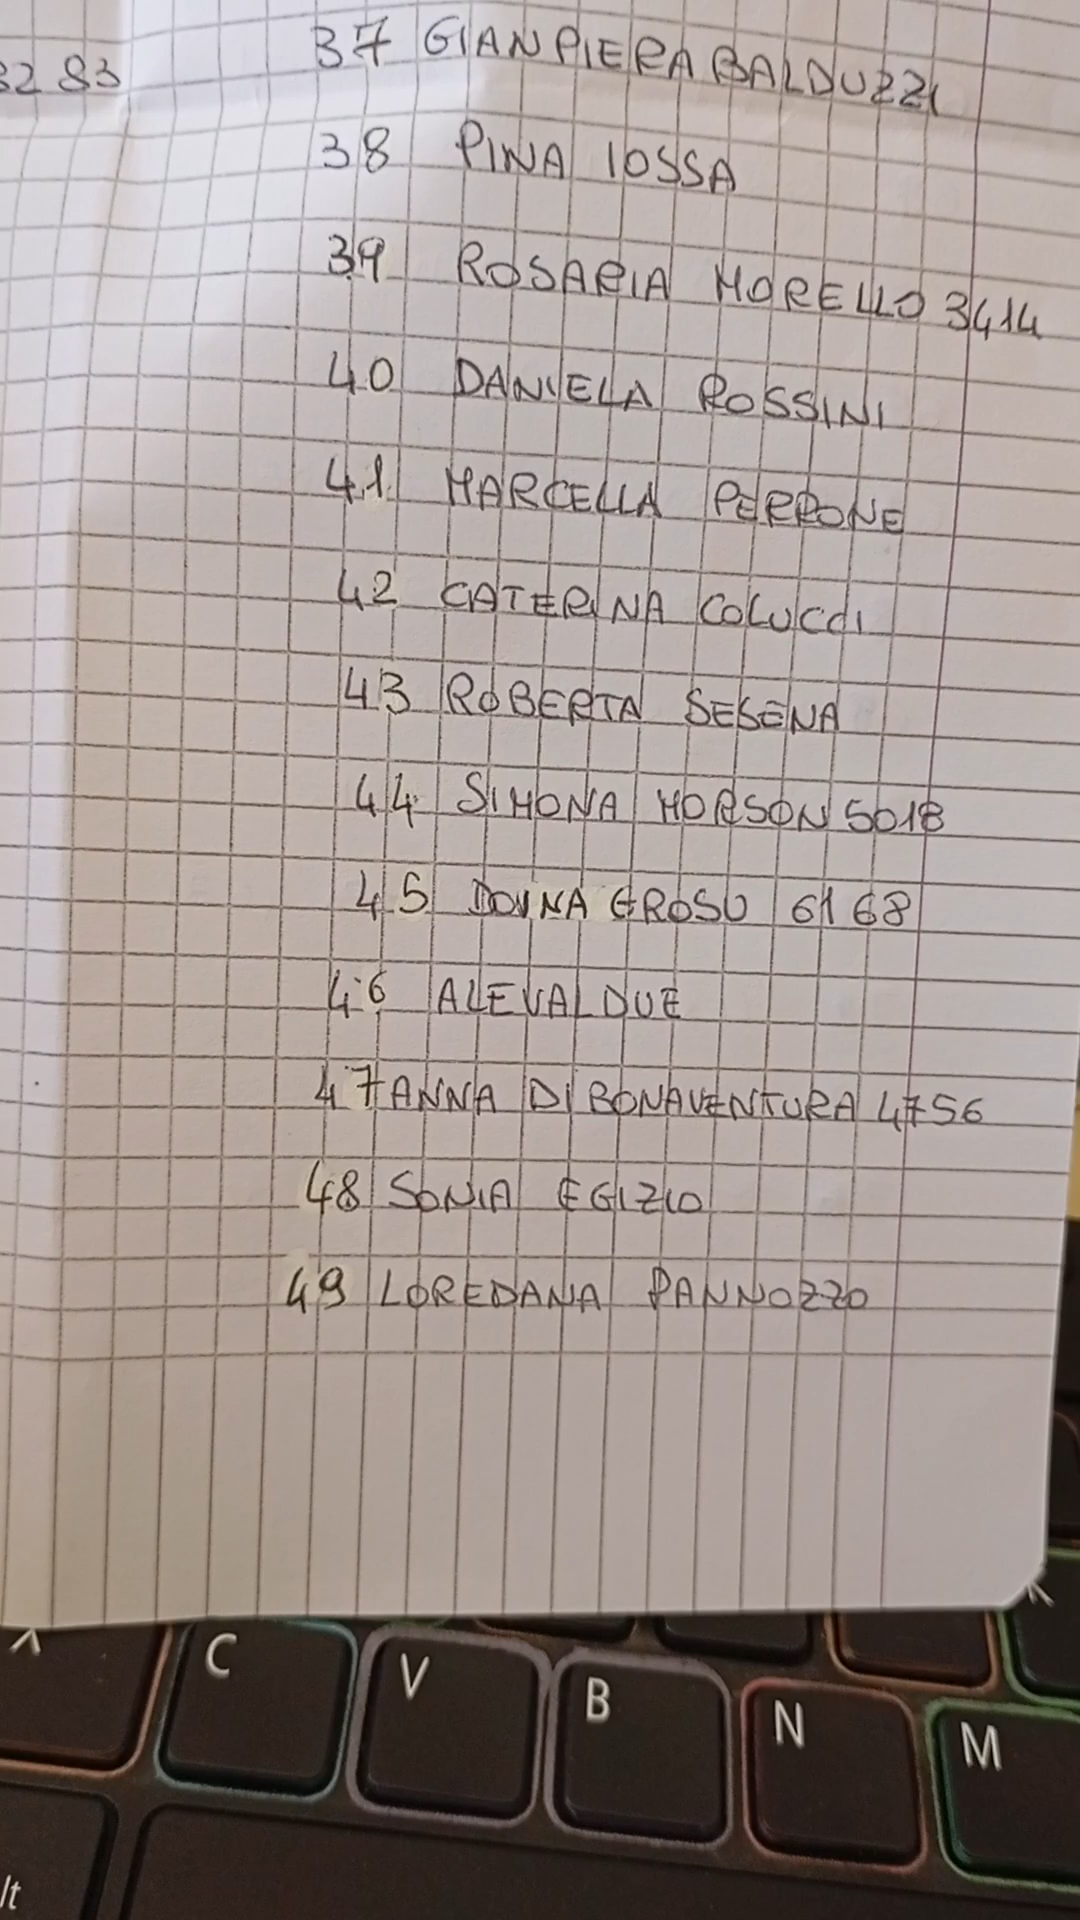 3283
37 GIANPIERA BALDUZZI
38 PINA IOSSA
39 ROSARIA MORELLO 3414
40 DANIELA ROSSINI
41 MARCELLA PERRONE
42 CATERINA COLUCCI
43 ROBERTA SESENA
44 SIMONA MORSON 5018
45 DOINA GROSU 6168
46 ALEVALDUE
47 ANNA DI BONAVENTURA 4756
48 SONIA EGIZIO
49 LOREDANA PANNOZZO
C V B N M
lt